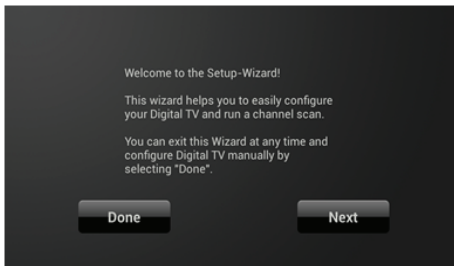 Welcome to the Setup-Wizard!
This wizard helps you to easily configure
your Digital TV and run a channel scan.
You can exit this Wizard at any time and
configure Digital TV manually by
selecting "Done".
Done
Next